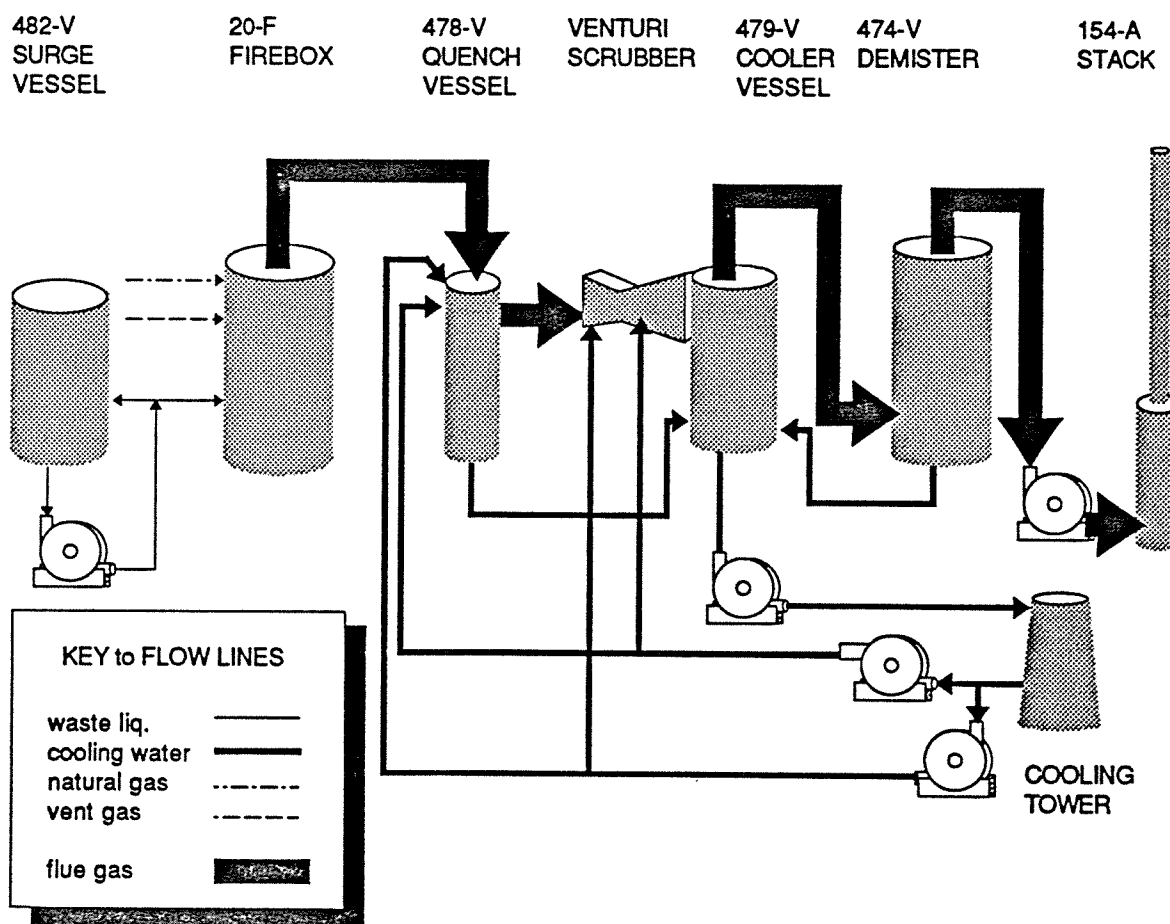 482-V
SURGE
VESSEL
20-F
FIREBOX
478-V
QUENCH
VESSEL
VENTURI
SCRUBBER
479-V
COOLER
VESSEL
474-V
DEMISTER
154-A
STACK
KEY to FLOW LINES
waste liq.
cooling water
natural gas
vent gas
flue gas
COOLING
TOWER